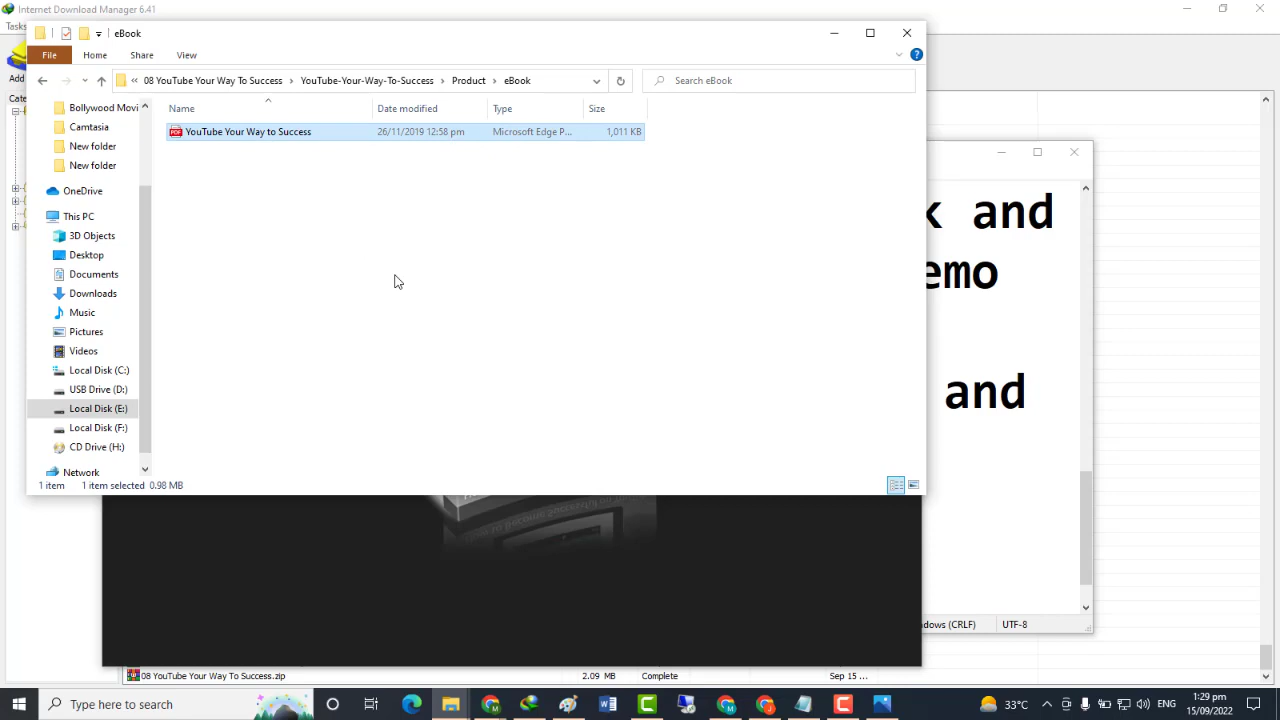 Internet Download Manager 6.41
Tasks
Add
Cate
eBook
File
Home
Share
View
08 YouTube Your Way To Success
YouTube-Your-Way-To-Success
Product
eBook
Search eBook
Name
Date modified
Type
Size
YouTube Your Way to Success
26/11/2019 12:58 pm
Microsoft Edge P...
1,011 KB
Bollywood Movi
Camtasia
New folder
New folder
OneDrive
This PC
3D Objects
Desktop
Documents
Downloads
Music
Pictures
Videos
Local Disk (C:)
USB Drive (D:)
Local Disk (E:)
Local Disk (F:)
CD Drive (H:)
Network
1 item
1 item selected 0.98 MB
k and
emo
and
dows (CRLF)
UTF-8
08 YouTube Your Way To Success.zip
2.09 MB
Complete
Sep 15 ...
Type here to search
33°C
ENG
1:29 pm
15/09/2022